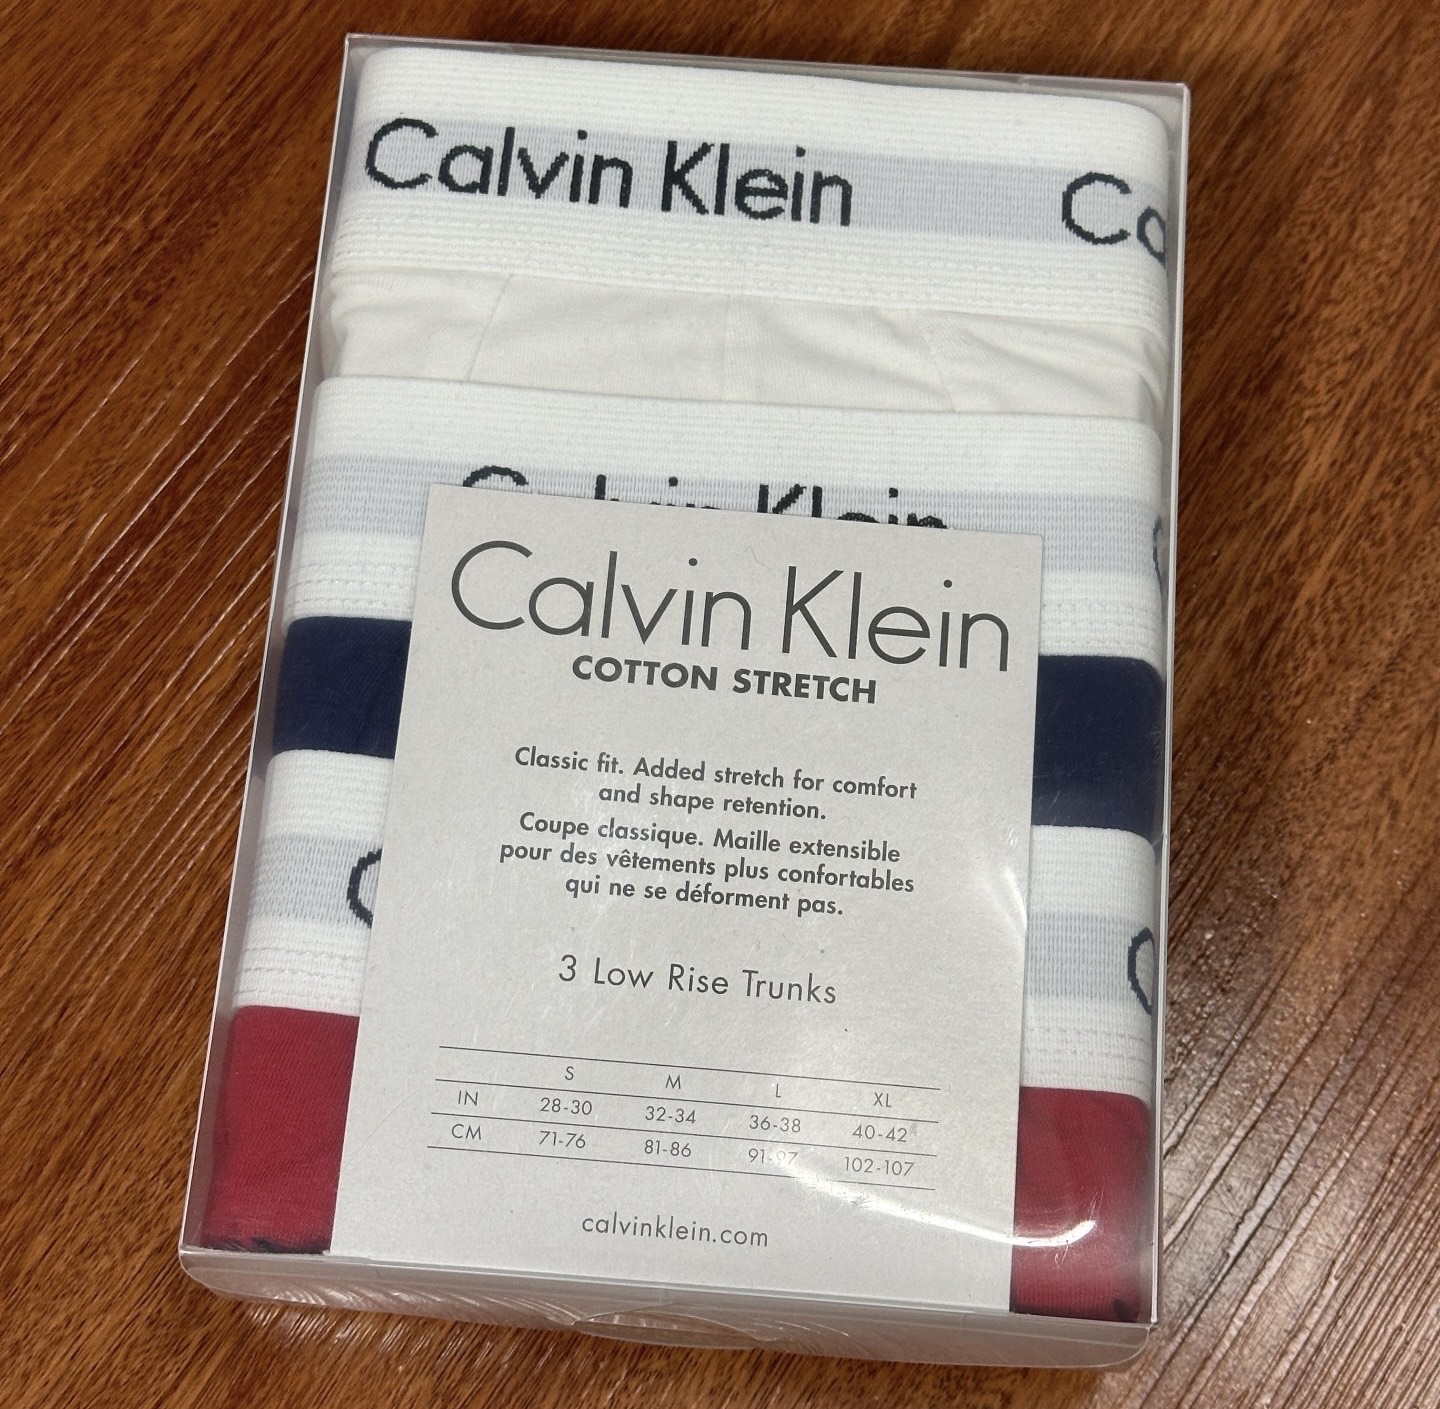 Calvin Klein Ca
Calvin Klein
Calvin Klein
COTTON STRETCH
Classic fit. Added stretch for comfort
and shape retention.
Coupe classique. Maille extensible
pour des vêtements plus confortables
qui ne se déforment pas.
3 Low Rise Trunks
S M L XL
IN 28-30 32-34 36-38 40-42
CM 71-76 81-86 91-97 102-107
calvinklein.com
C C